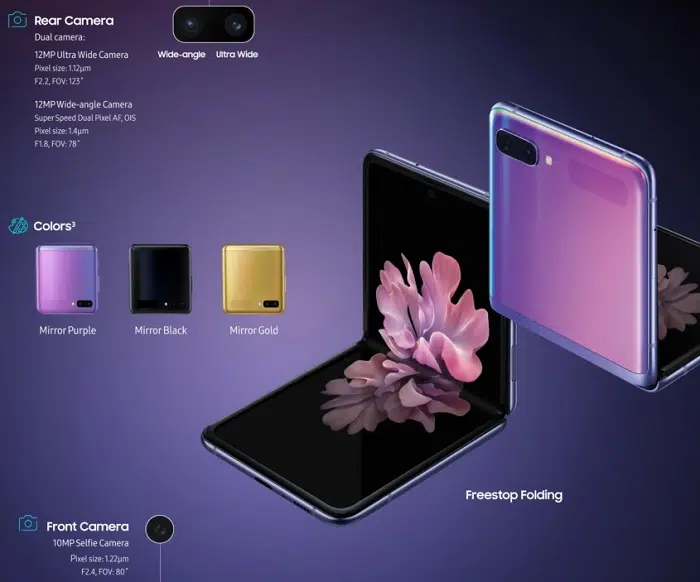 Rear Camera
Dual camera:
12MP Ultra Wide Camera
Pixel size: 1.12μm
F2.2, FOV: 123˚
12MP Wide-angle Camera
Super Speed Dual Pixel AF, OIS
Pixel size: 1.4μm
F1.8, FOV: 78˚
Wide-angle Ultra Wide
Colors³
Mirror Purple Mirror Black Mirror Gold
Freestop Folding
Front Camera
10MP Selfie Camera
Pixel size: 1.22μm
F2.4, FOV: 80˚